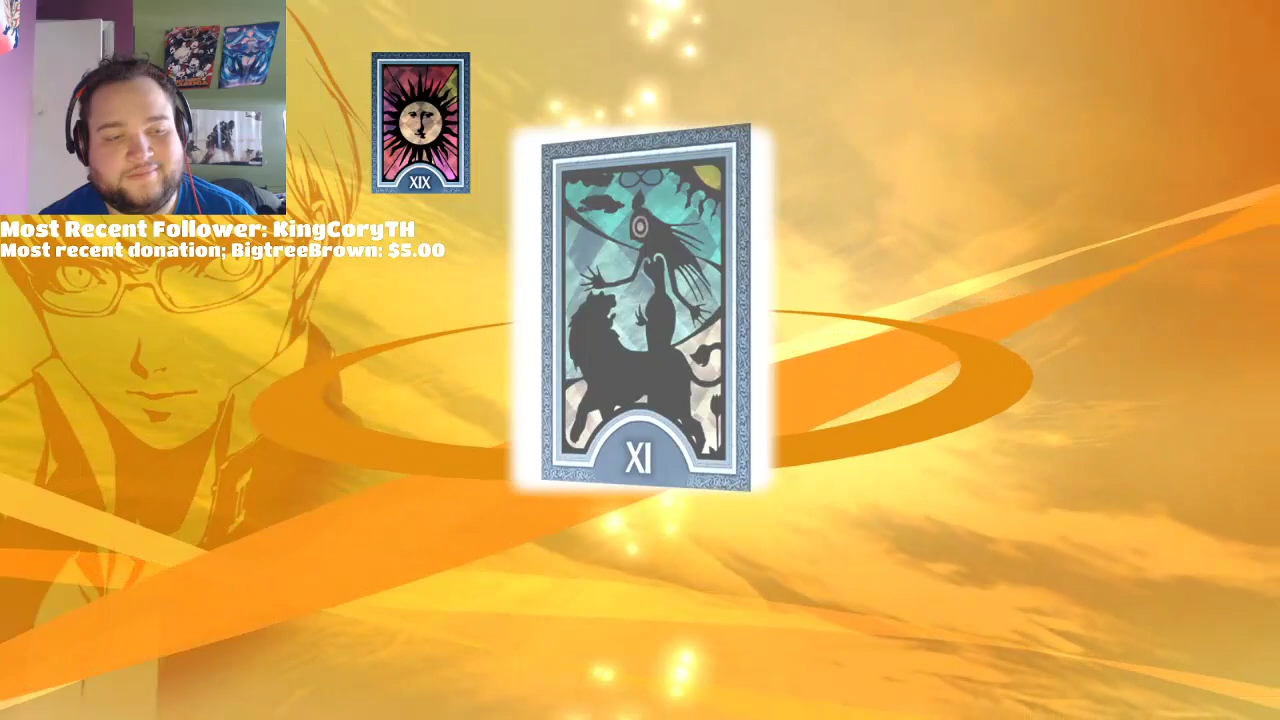 XIX
Most Recent Follower: KingCoryTH
Most recent donation; BigtreeBrown: $5.00
XI